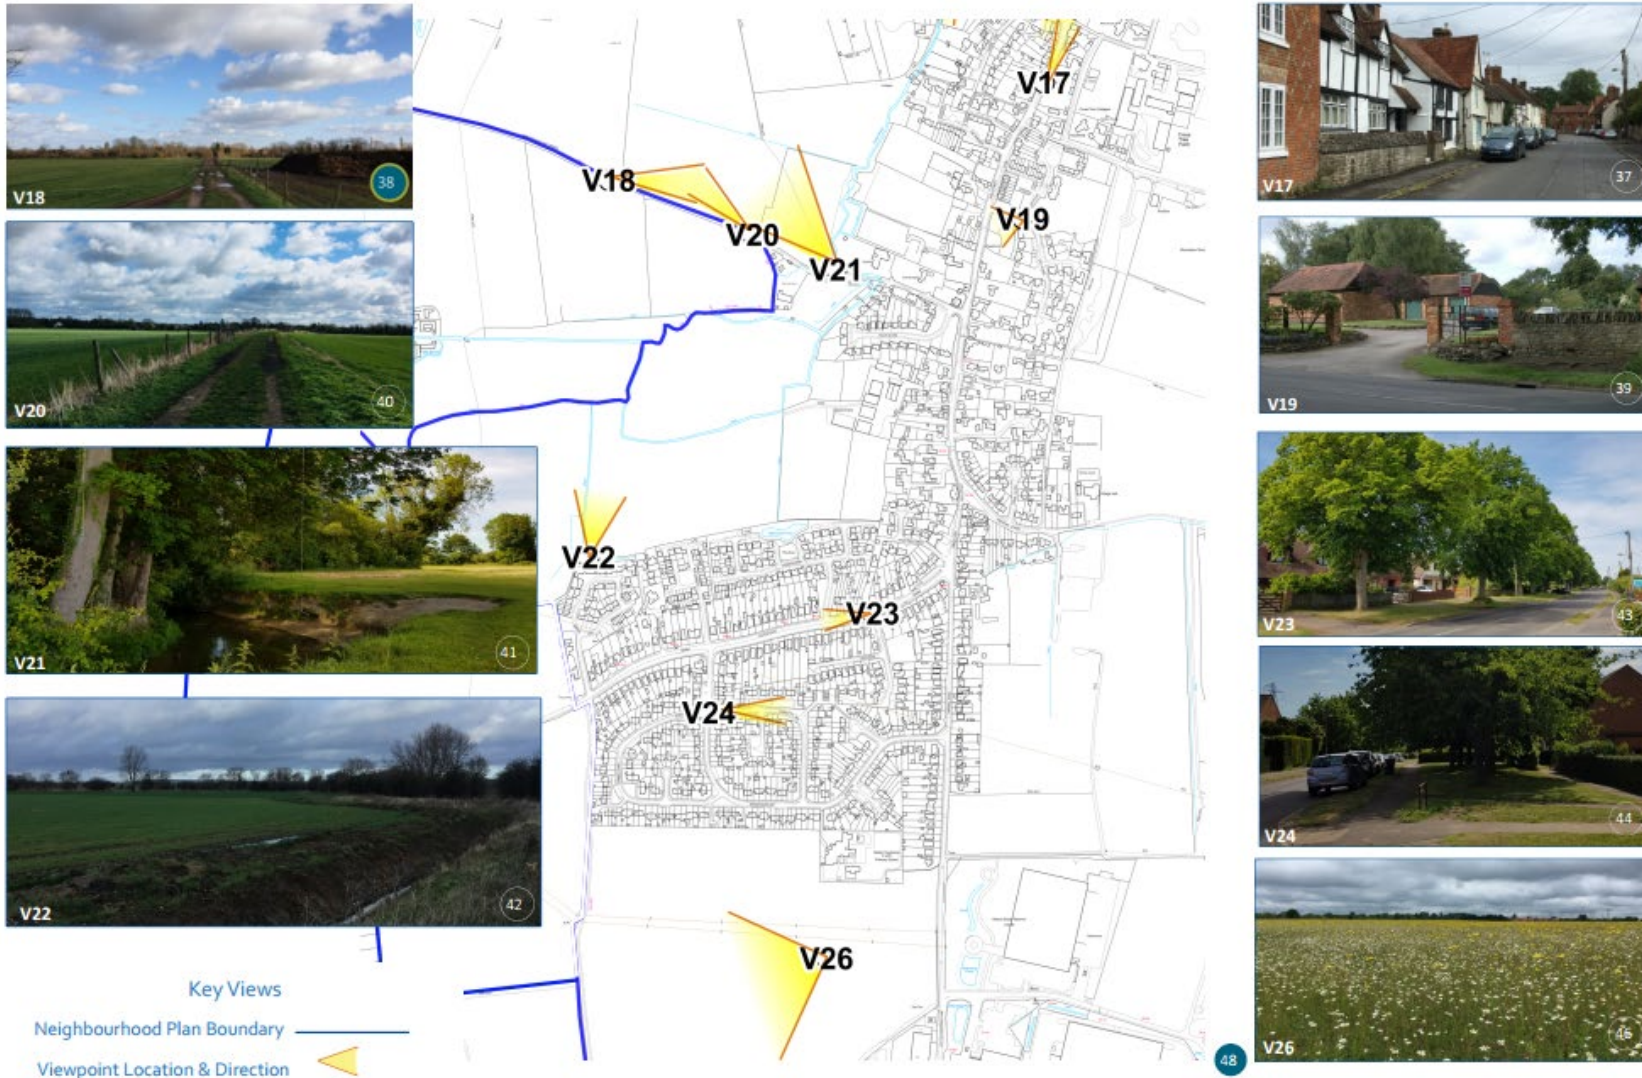 V18
38
V20
40
V21
41
V22
42
Key Views
Neighbourhood Plan Boundary
Viewpoint Location & Direction
V17
V18
V19
V20
V21
V22
V23
V24
V26
48
V17
37
V19
39
V23
43
V24
44
V26
46